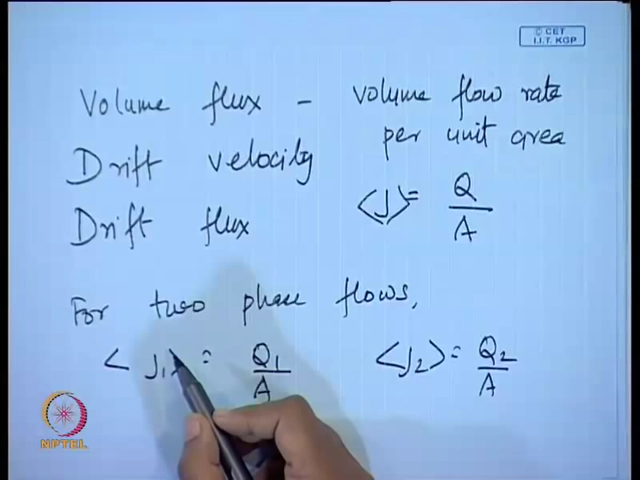 © CET
I.I.T. KGP
Volume flux - volume flow rate
per unit area
Drift velocity
<J> = Q/A
Drift flux
For two phase flows,
<J₁> = Q₁/A <J₂> = Q₂/A
NPTEL